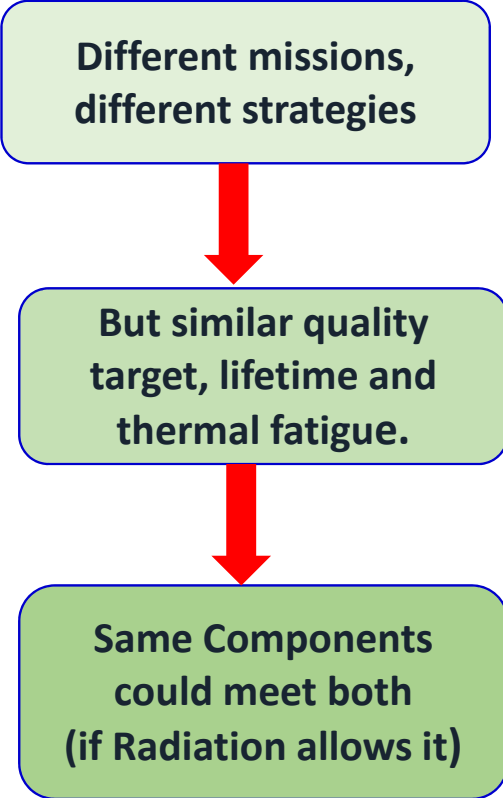 Different missions,
different strategies
But similar quality
target, lifetime and
thermal fatigue.
Same Components
could meet both
(if Radiation allows it)